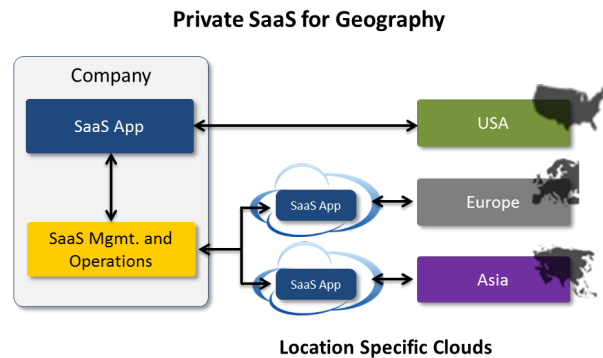 Private SaaS for Geography
Company
SaaS App
USA
SaaS App
Europe
SaaS Mgmt. and
Operations
SaaS App
Asia
Location Specific Clouds